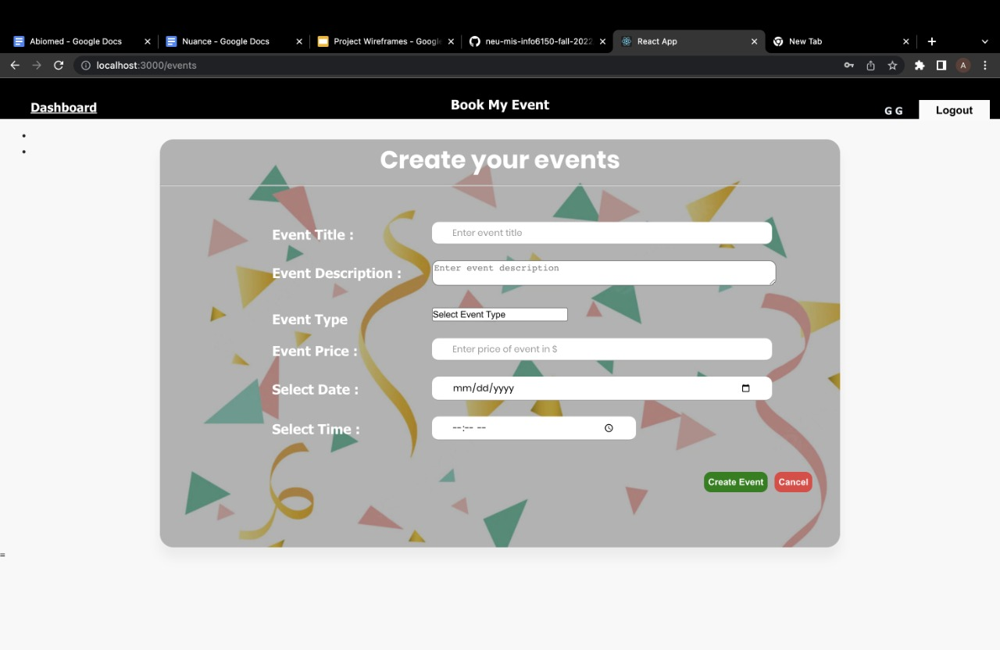 Abiomed - Google Docs
Nuance - Google Docs
Project Wireframes - Google
neu-mis-info6150-fall-2022
React App
New Tab
localhost:3000/events
A
Dashboard
Book My Event
G G
Logout
Create your events
Event Title :
Enter event title
Event Description :
Enter event description
Event Type
Select Event Type
Event Price :
Enter price of event in $
Select Date :
mm/dd/yyyy
Select Time :
--:-- --
Create Event
Cancel
=